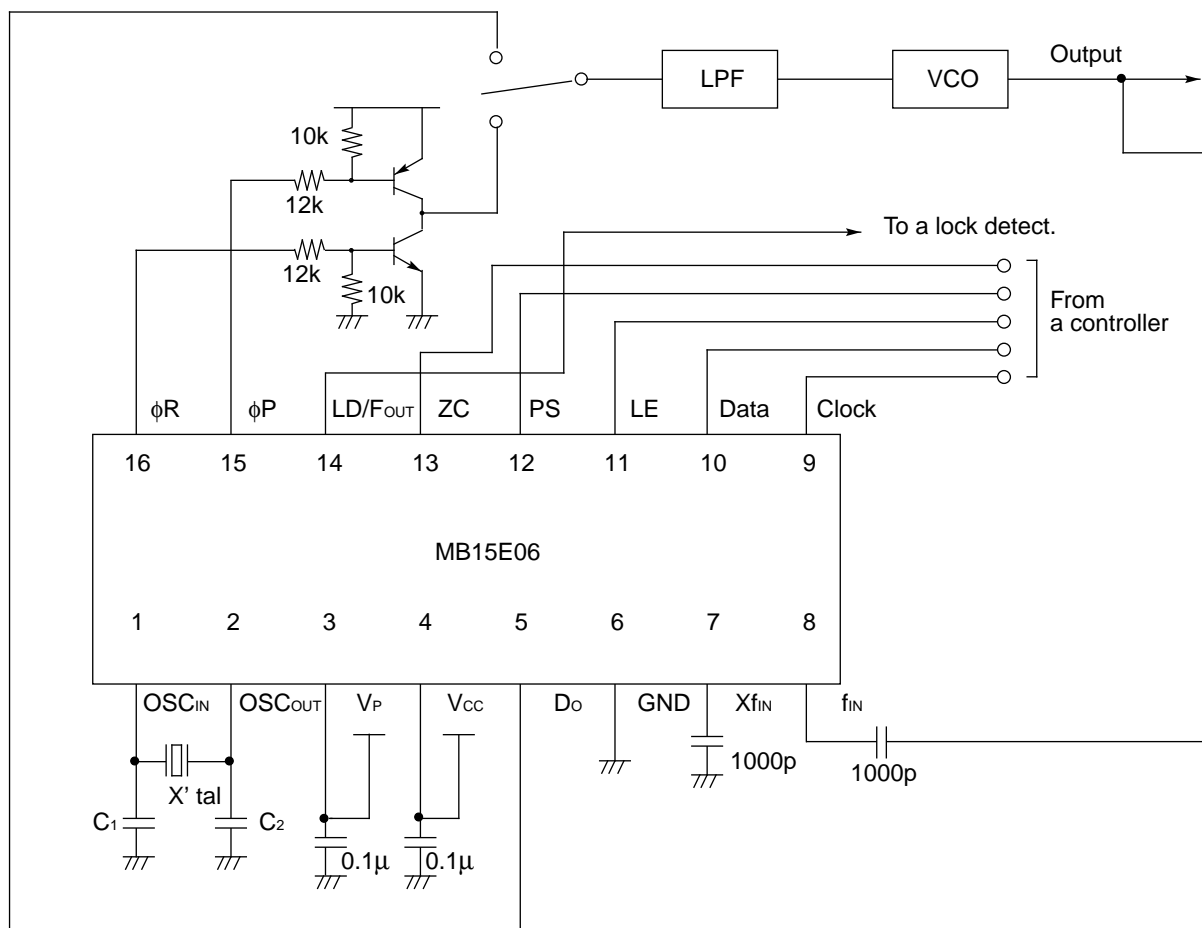 Output
LPF
VCO
10k
12k
To a lock detect.
12k
10k
From
a controller
ϕR
ϕP
LD/FOUT
ZC
PS
LE
Data
Clock
16
15
14
13
12
11
10
9
MB15E06
1
2
3
4
5
6
7
8
OSCIN
OSCOUT
VP
VCC
DO
GND
XfIN
fIN
1000p
1000p
X' tal
C1
C2
0.1µ
0.1µ